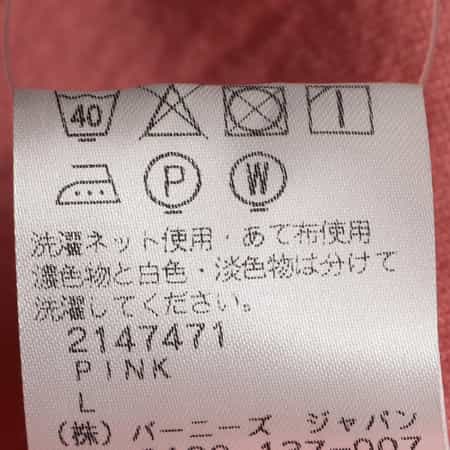 40
P W
洗濯ネット使用・あて布使用
濃色物と白色・淡色物は分けて
洗濯してください。
2147471
PINK
L
(株) バーニーズ ジャパン